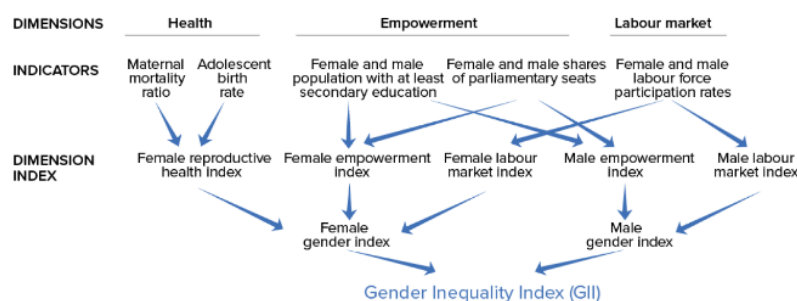 DIMENSIONS Health Empowerment Labour market
INDICATORS
Maternal
mortality
ratio
Adolescent
birth
rate
Female and male
population with at least
secondary education
Female and male shares
of parliamentary seats
Female and male
labour force
participation rates
DIMENSION
INDEX
Female reproductive
health index
Female empowerment
index
Female labour
market index
Male empowerment
index
Male labour
market index
Female
gender index
Male
gender index
Gender Inequality Index (GII)